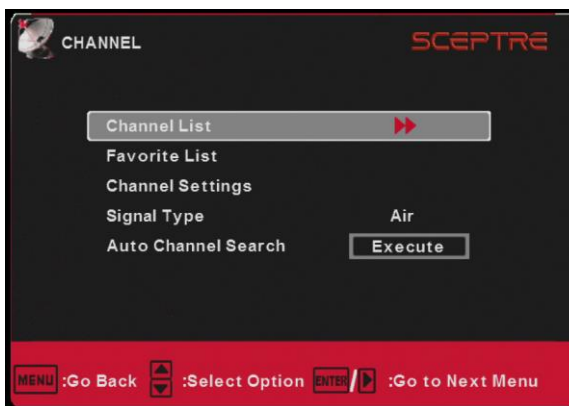 CHANNEL SCEPTRE
Channel List
Favorite List
Channel Settings
Signal Type Air
Auto Channel Search Execute
MENU :Go Back :Select Option ENTER / :Go to Next Menu